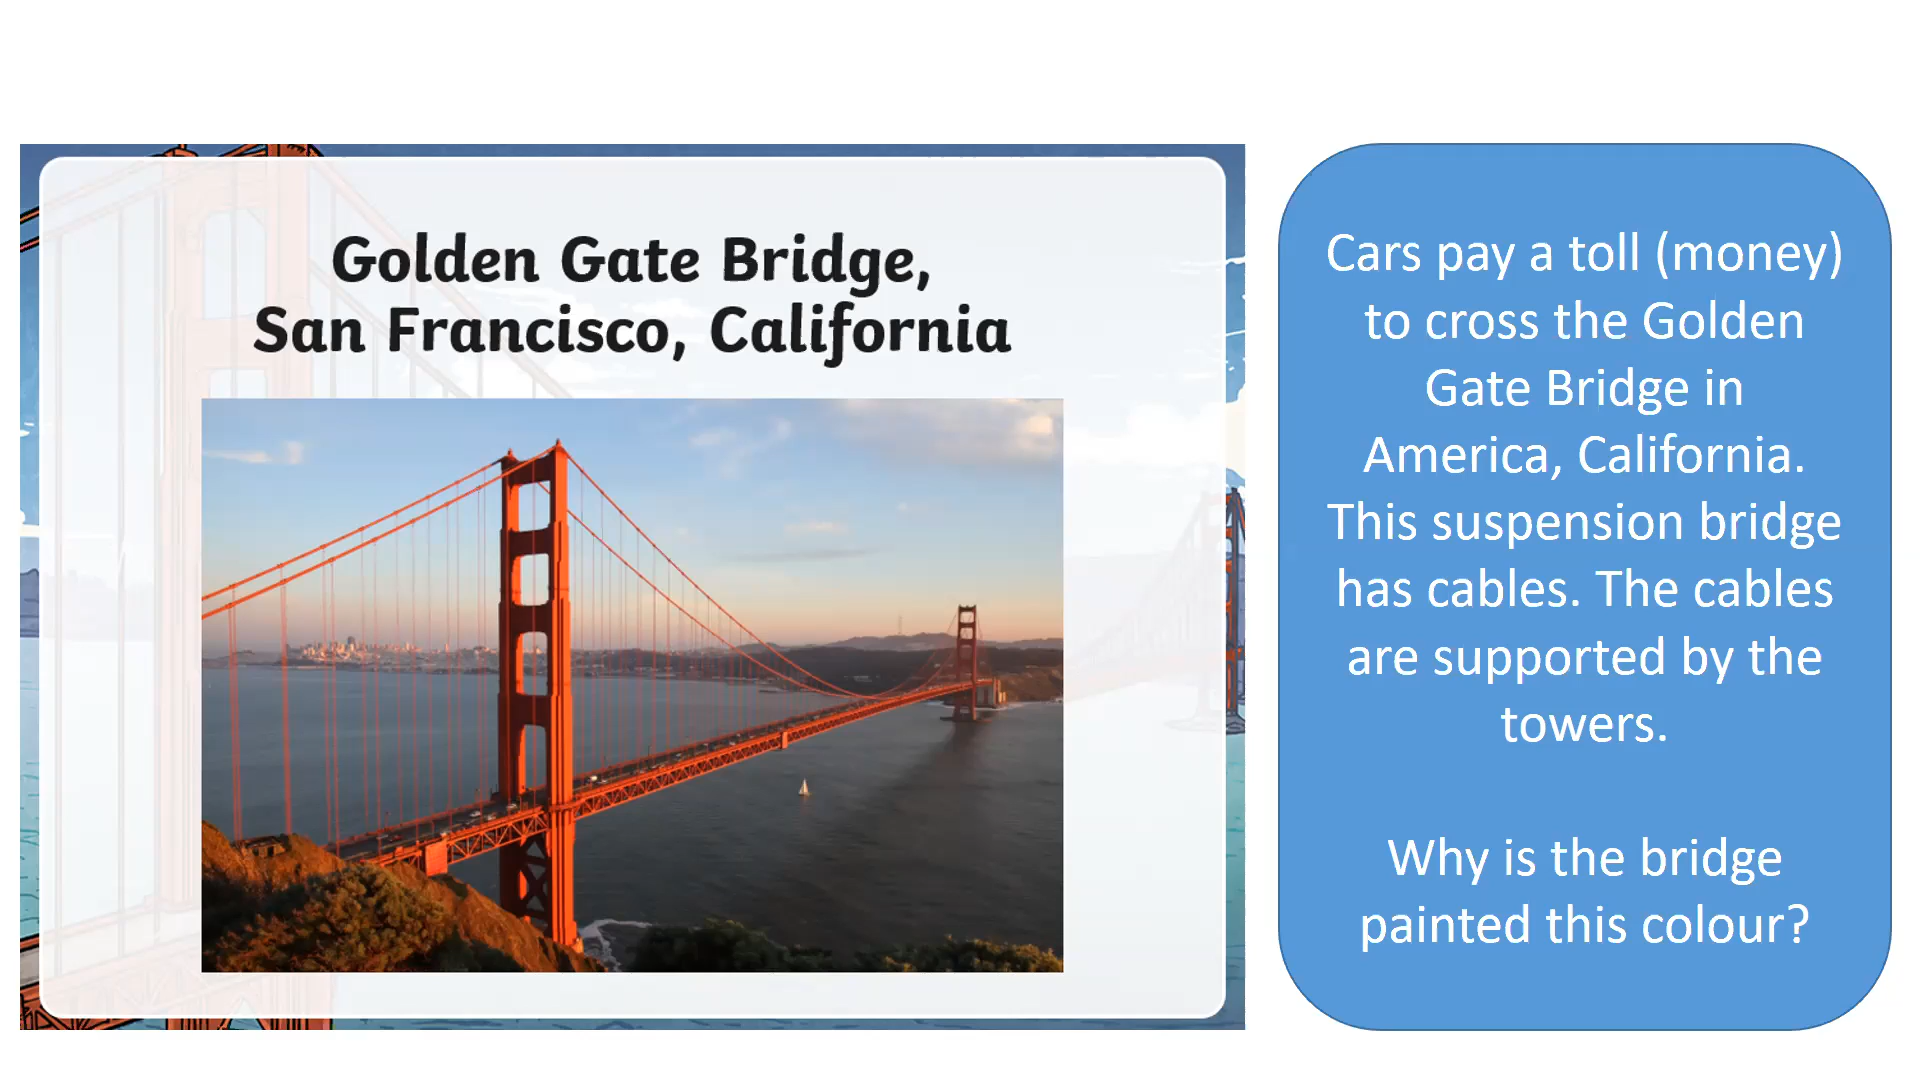 Golden Gate Bridge,
San Francisco, California
Cars pay a toll (money)
to cross the Golden
Gate Bridge in
America, California.
This suspension bridge
has cables. The cables
are supported by the
towers.
Why is the bridge
painted this colour?